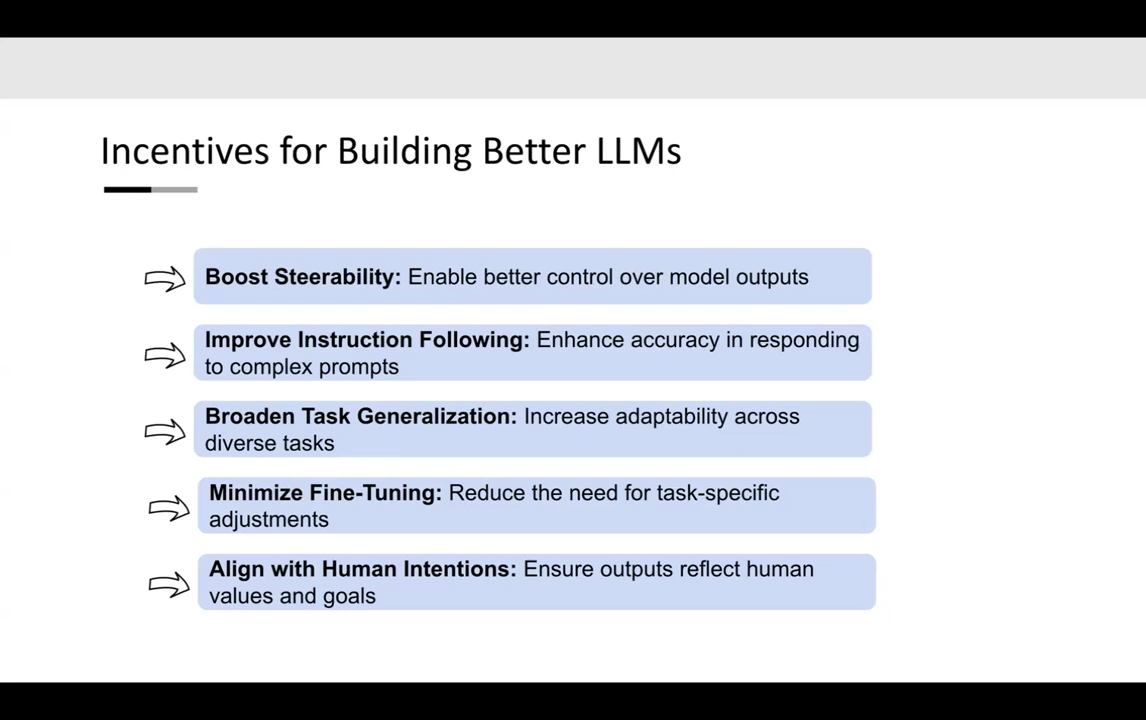 Incentives for Building Better LLMs
Boost Steerability: Enable better control over model outputs
Improve Instruction Following: Enhance accuracy in responding
to complex prompts
Broaden Task Generalization: Increase adaptability across
diverse tasks
Minimize Fine-Tuning: Reduce the need for task-specific
adjustments
Align with Human Intentions: Ensure outputs reflect human
values and goals